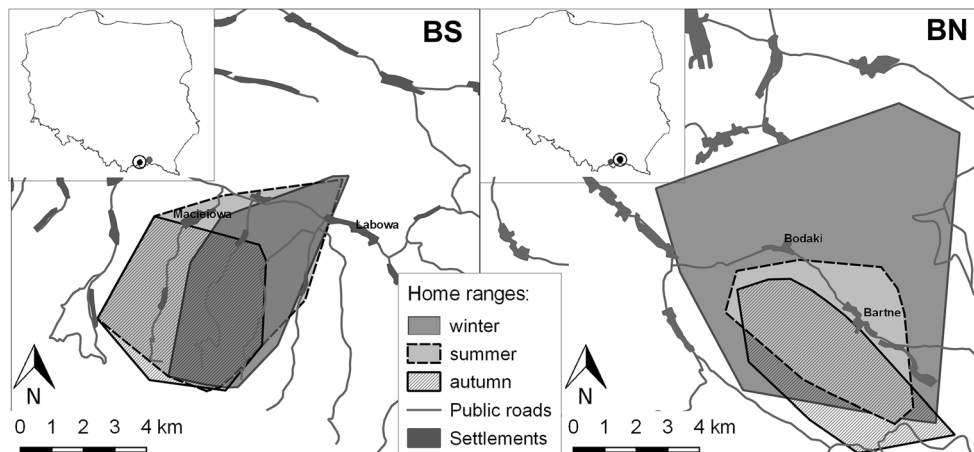 BS
BN
Macieiowa
Łabowa
Bodaki
Bartne
Home ranges:
winter
summer
autumn
Public roads
Settlements
N
N
0 1 2 3 4 km
0 1 2 3 4 km